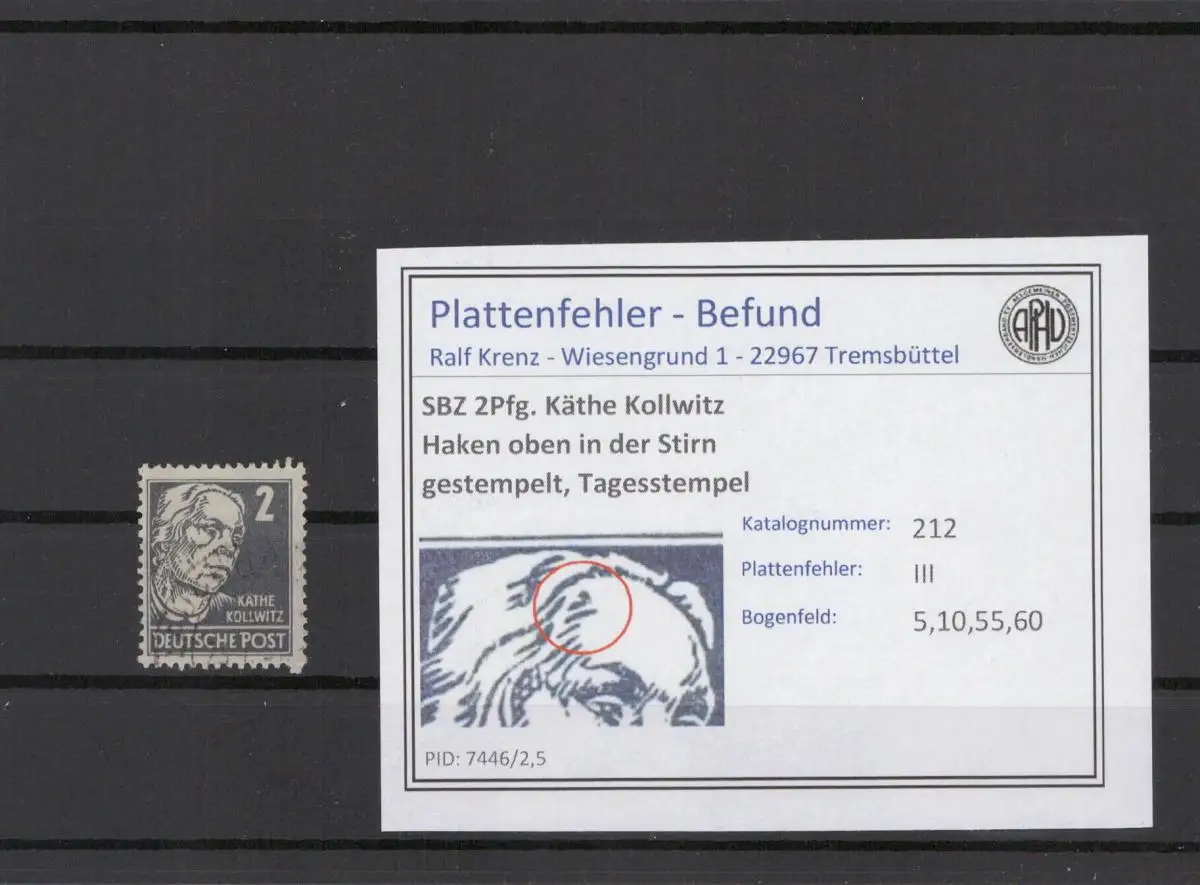 2
KÄTHE
KOLLWITZ
DEUTSCHE POST
Plattenfehler - Befund
Ralf Krenz - Wiesengrund 1 - 22967 Tremsbüttel
APHV
SBZ 2Pfg. Käthe Kollwitz
Haken oben in der Stirn
gestempelt, Tagesstempel
Katalognummer: 212
Plattenfehler: III
Bogenfeld: 5,10,55,60
PID: 7446/2,5